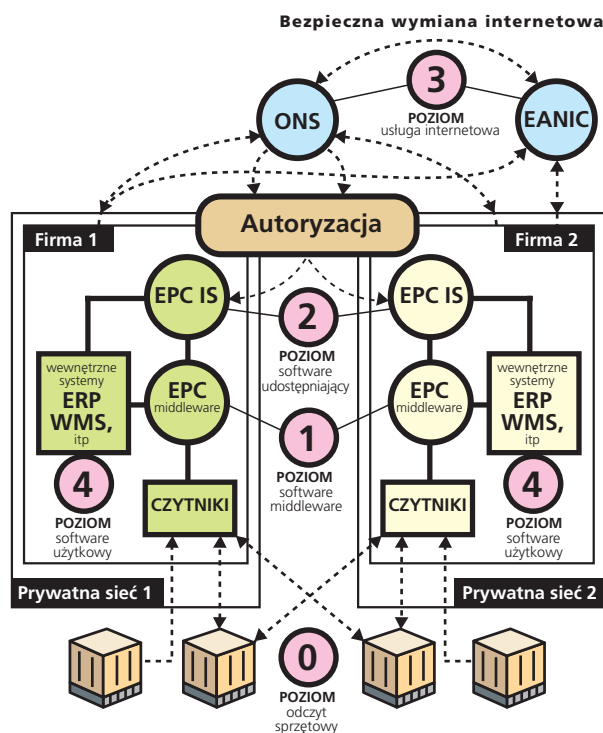 Bezpieczna wymiana internetowa
3
ONS
POZIOM
usługa internetowa
EANIC
Autoryzacja
Firma 1
Firma 2
EPC IS
EPC IS
2
POZIOM
software
udostępniający
wewnętrzne
systemy
ERP
WMS,
itp
EPC
middleware
EPC
middleware
wewnętrzne
systemy
ERP
WMS,
itp
1
POZIOM
software
middleware
4
POZIOM
software
użytkowy
CZYTNIKI
CZYTNIKI
4
POZIOM
software
użytkowy
Prywatna sieć 1
Prywatna sieć 2
0
POZIOM
odczyt
sprzętowy